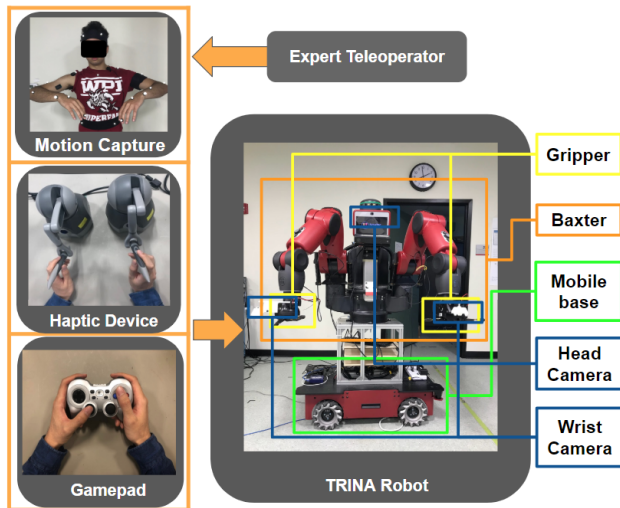 Expert Teleoperator
WPI
Motion Capture
Haptic Device
Gamepad
TRINA Robot
Gripper
Baxter
Mobile
base
Head
Camera
Wrist
Camera